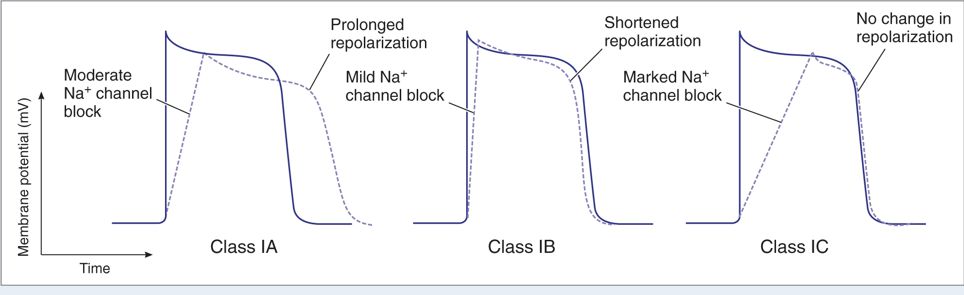 Membrane potential (mV)
Time
Moderate
Na⁺ channel
block
Prolonged
repolarization
Class IA
Mild Na⁺
channel block
Shortened
repolarization
Class IB
Marked Na⁺
channel block
No change in
repolarization
Class IC